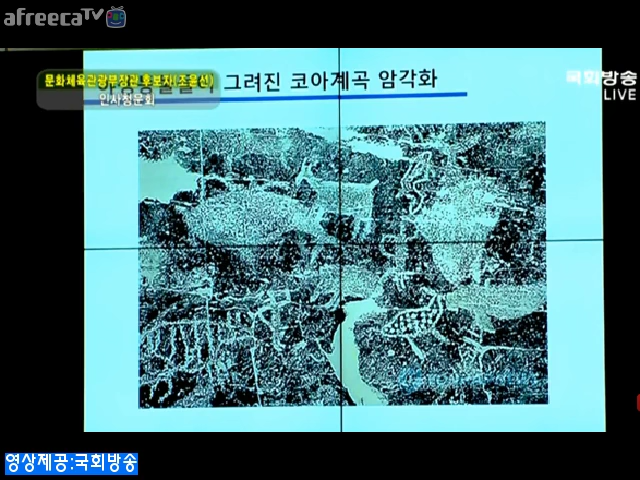 afreecaTV
문화체육관광부장관 후보자(조윤선)
인사청문회
그려진 코아계곡 암각화
국회방송
LIVE
영상제공:국회방송